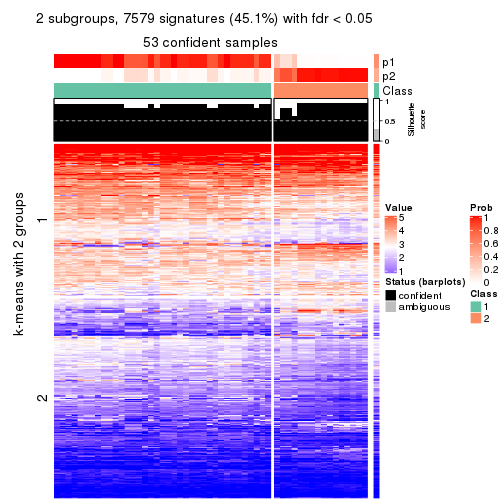 2 subgroups, 7579 signatures (45.1%) with fdr < 0.05
53 confident samples
p1
p2
Class
1
0.5
0
Silhouette
score
k-means with 2 groups
1
2
Value
5
4
3
2
1
Status (barplots)
confident
ambiguous
Prob
1
0.8
0.6
0.4
0.2
0
Class
1
2